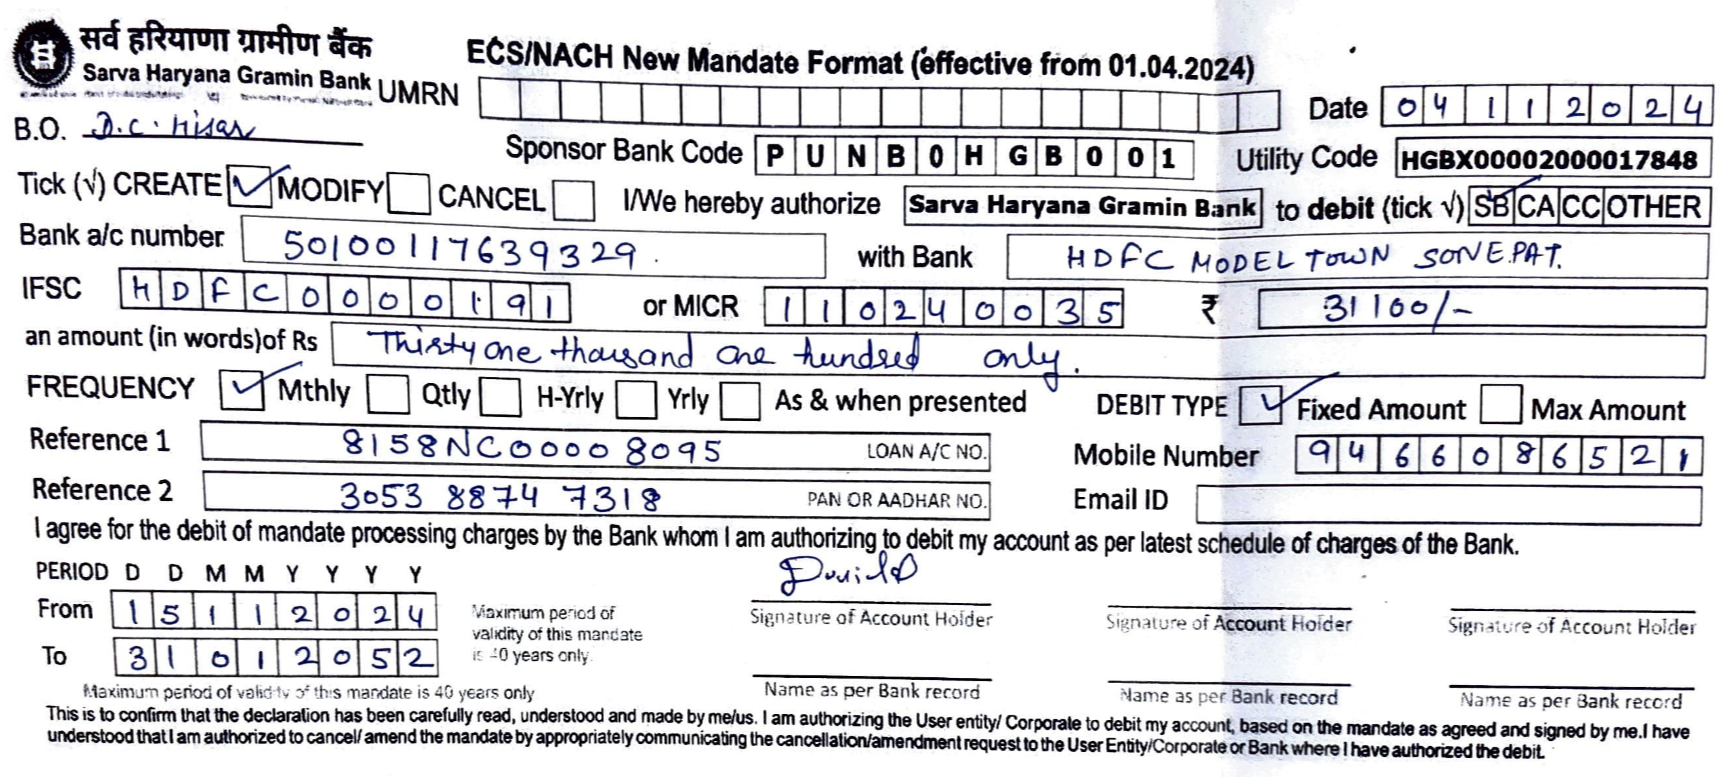 सर्व हरियाणा ग्रामीण बैंक
Sarva Haryana Gramin Bank
ECS/NACH New Mandate Format (effective from 01.04.2024)
UMRN
Date 04112024
B.O. D.C. Hisar
Sponsor Bank Code PUNB0HGB001 Utility Code HGBX00002000017848
Tick (√) CREATE ✓ MODIFY CANCEL I/We hereby authorize Sarva Haryana Gramin Bank to debit (tick √) SB CA CC OTHER
Bank a/c number 50100117639329. with Bank HDFC MODEL TOWN SONEPAT.
IFSC HDFC0000191 or MICR 110240035 ₹ 31100/-
an amount (in words)of Rs Thirty one thousand one hundred only.
FREQUENCY ✓ Mthly Qtly H-Yrly Yrly As & when presented DEBIT TYPE ✓ Fixed Amount Max Amount
Reference 1 8158NC00008095 LOAN A/C NO. Mobile Number 9466086521
Reference 2 3053 8874 7318 PAN OR AADHAR NO. Email ID
I agree for the debit of mandate processing charges by the Bank whom I am authorizing to debit my account as per latest schedule of charges of the Bank.
PERIOD D D M M Y Y Y Y
From 15112024
To 31012052
Maximum period of
validity of this mandate
is 40 years only.
Signature of Account Holder Signature of Account Holder Signature of Account Holder
Name as per Bank record Name as per Bank record Name as per Bank record
Maximum period of validity of this mandate is 40 years only
This is to confirm that the declaration has been carefully read, understood and made by me/us. I am authorizing the User entity/ Corporate to debit my account, based on the mandate as agreed and signed by me.I have
understood that I am authorized to cancel/ amend the mandate by appropriately communicating the cancellation/amendment request to the User Entity/Corporate or Bank where I have authorized the debit.